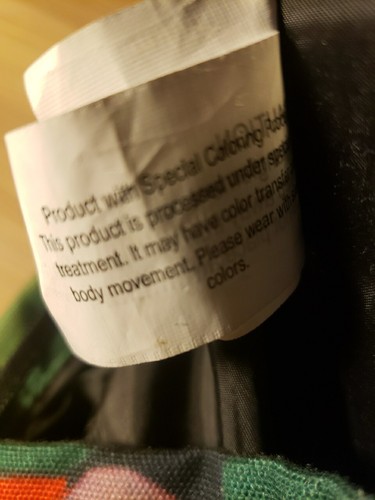 Product with Special Coloring
This product is processed under
treatment. It may have color
body movement. Please wear
colors.